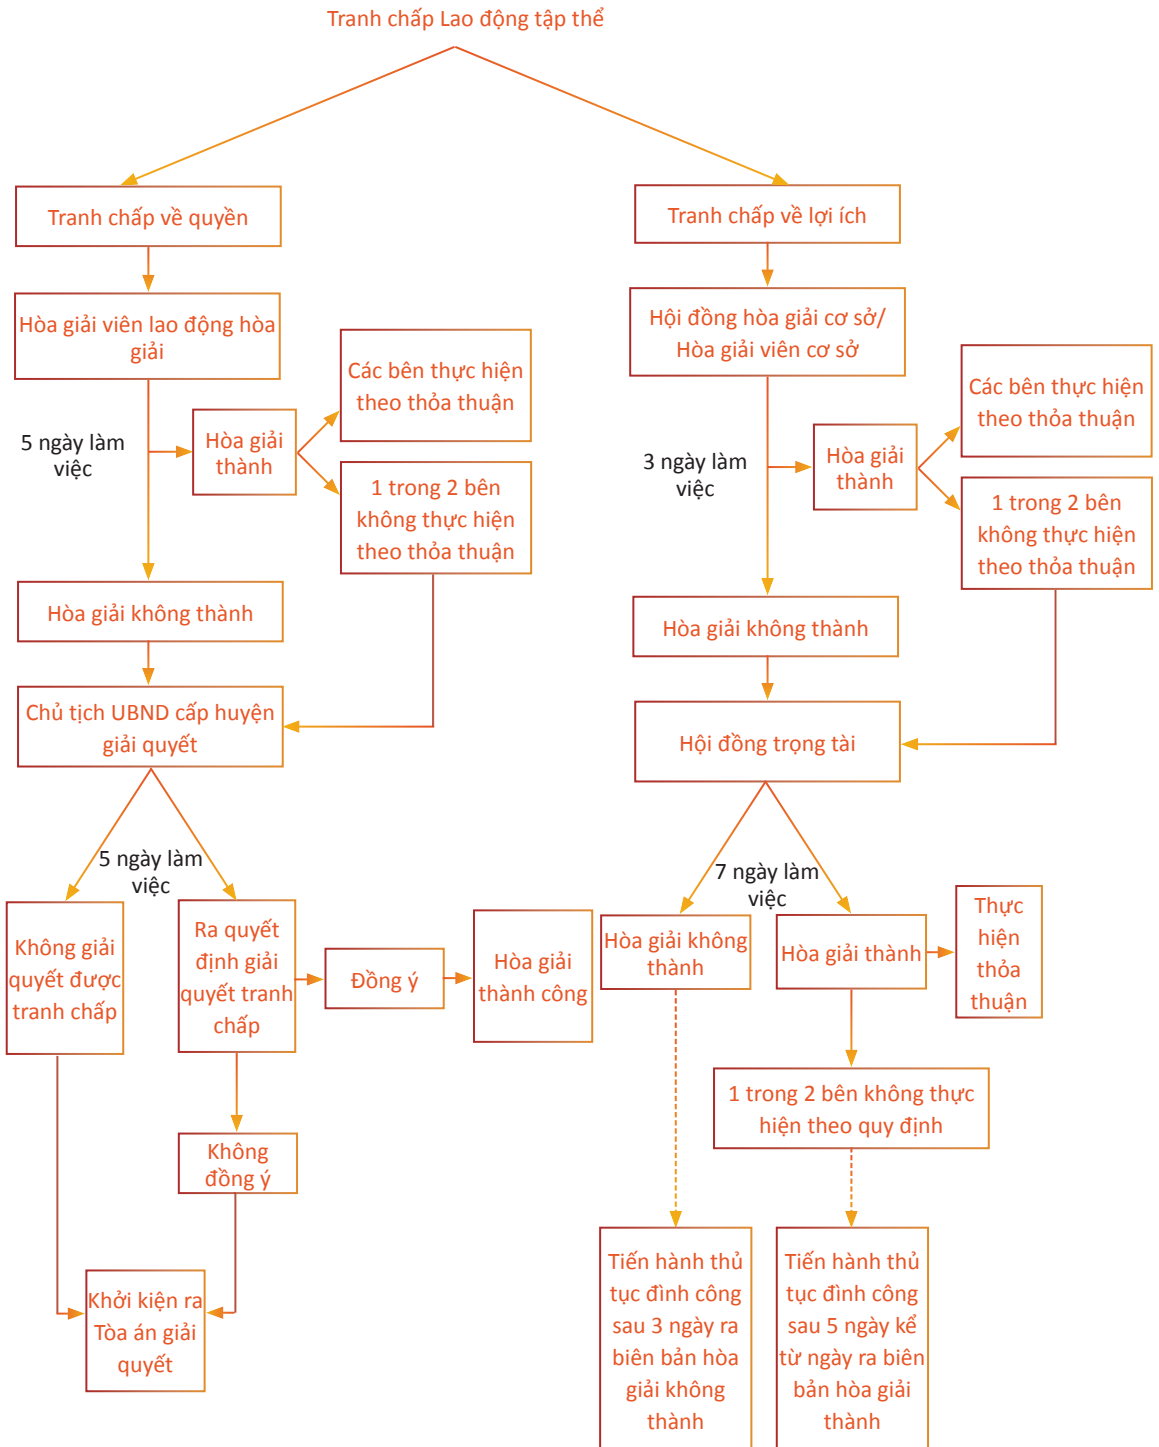 Tranh chấp Lao động tập thể
Tranh chấp về quyền
Hòa giải viên lao động hòa
giải
5 ngày làm
việc
Hòa giải
thành
Các bên thực hiện
theo thỏa thuận
1 trong 2 bên
không thực hiện
theo thỏa thuận
Hòa giải không thành
Chủ tịch UBND cấp huyện
giải quyết
5 ngày làm
việc
Không giải
quyết được
tranh chấp
Ra quyết
định giải
quyết tranh
chấp
Đồng ý
Hòa giải
thành công
Không
đồng ý
Khởi kiện ra
Tòa án giải
quyết
Tranh chấp về lợi ích
Hội đồng hòa giải cơ sở/
Hòa giải viên cơ sở
3 ngày làm
việc
Hòa giải
thành
Các bên thực hiện
theo thỏa thuận
1 trong 2 bên
không thực hiện
theo thỏa thuận
Hòa giải không thành
Hội đồng trọng tài
7 ngày làm
việc
Hòa giải không
thành
Hòa giải thành
Thực
hiện
thỏa
thuận
1 trong 2 bên không thực
hiện theo quy định
Tiến hành thủ
tục đình công
sau 3 ngày ra
biên bản hòa
giải không
thành
Tiến hành thủ
tục đình công
sau 5 ngày kể
từ ngày ra biên
bản hòa giải
thành